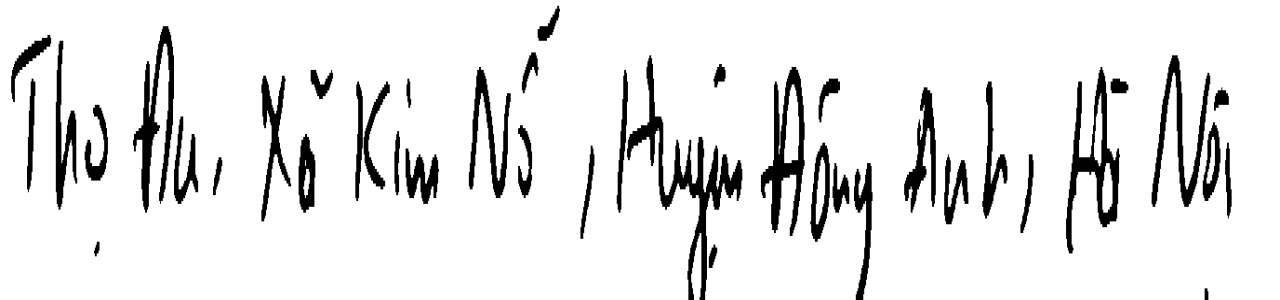 Thọ Đa, Xã Kim Nỗ, Huyện Đông Anh, Hà Nội